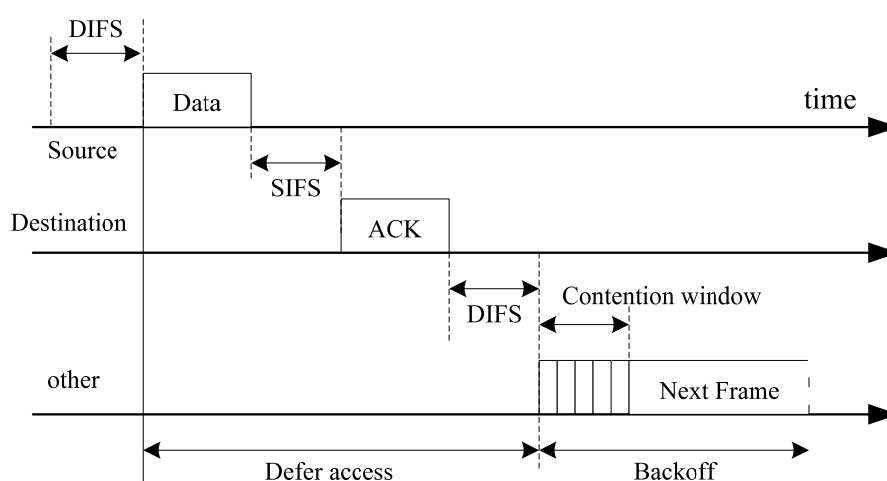 DIFS
Data
time
Source
SIFS
Destination
ACK
DIFS
Contention window
other
Next Frame
Defer access
Backoff